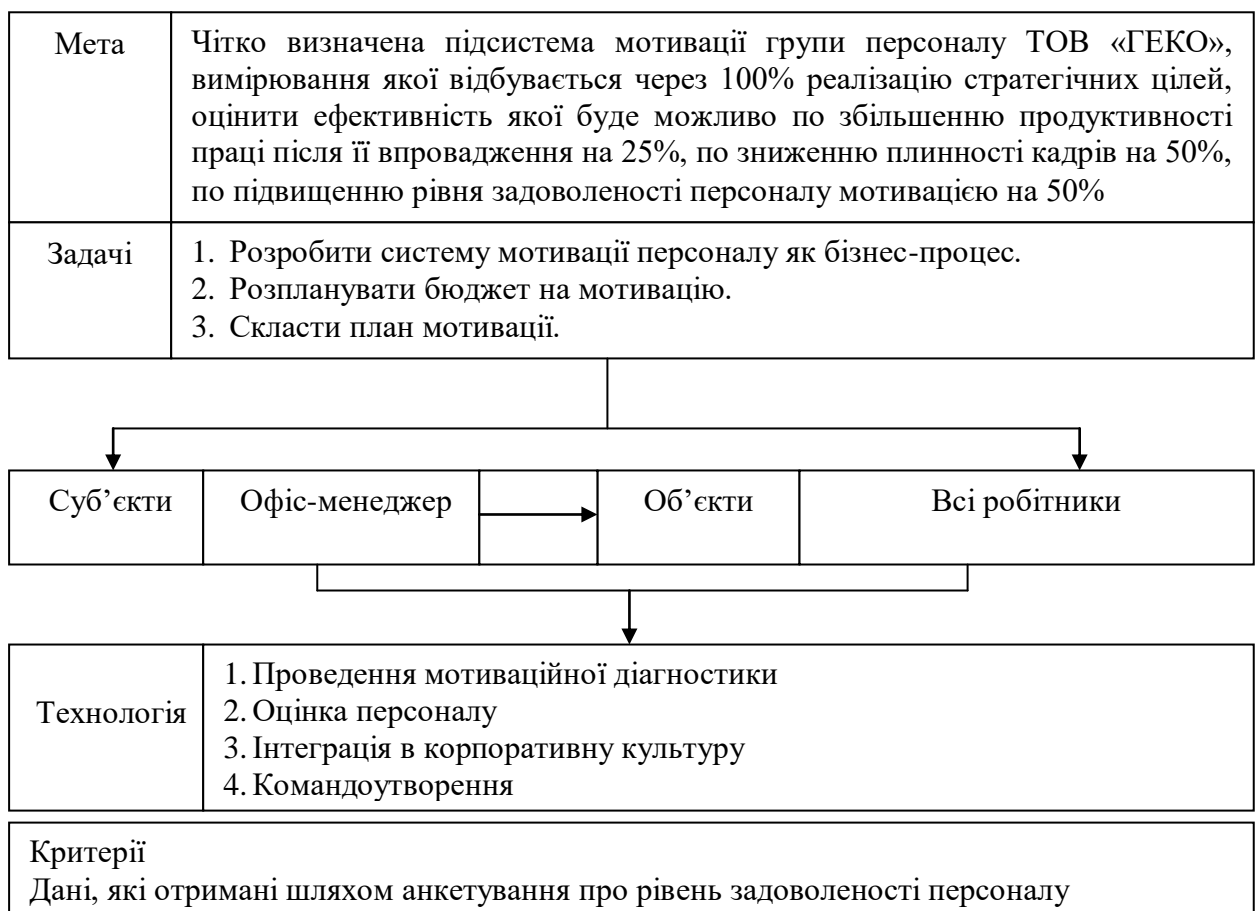 Мета
Чітко визначена підсистема мотивації групи персоналу ТОВ «ГЕКО»,
вимірювання якої відбувається через 100% реалізацію стратегічних цілей,
оцінити ефективність якої буде можливо по збільшенню продуктивності
праці після її впровадження на 25%, по зниженню плинності кадрів на 50%,
по підвищенню рівня задоволеності персоналу мотивацією на 50%
Задачі
1. Розробити систему мотивації персоналу як бізнес-процес.
2. Розпланувати бюджет на мотивацію.
3. Скласти план мотивації.
Суб’єкти
Офіс-менеджер
Об’єкти
Всі робітники
Технологія
1. Проведення мотиваційної діагностики
2. Оцінка персоналу
3. Інтеграція в корпоративну культуру
4. Командоутворення
Критерії
Дані, які отримані шляхом анкетування про рівень задоволеності персоналу